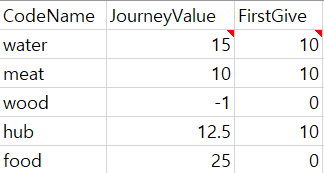 CodeName JourneyValue FirstGive
water 15 10
meat 10 10
wood -1 0
hub 12.5 10
food 25 0